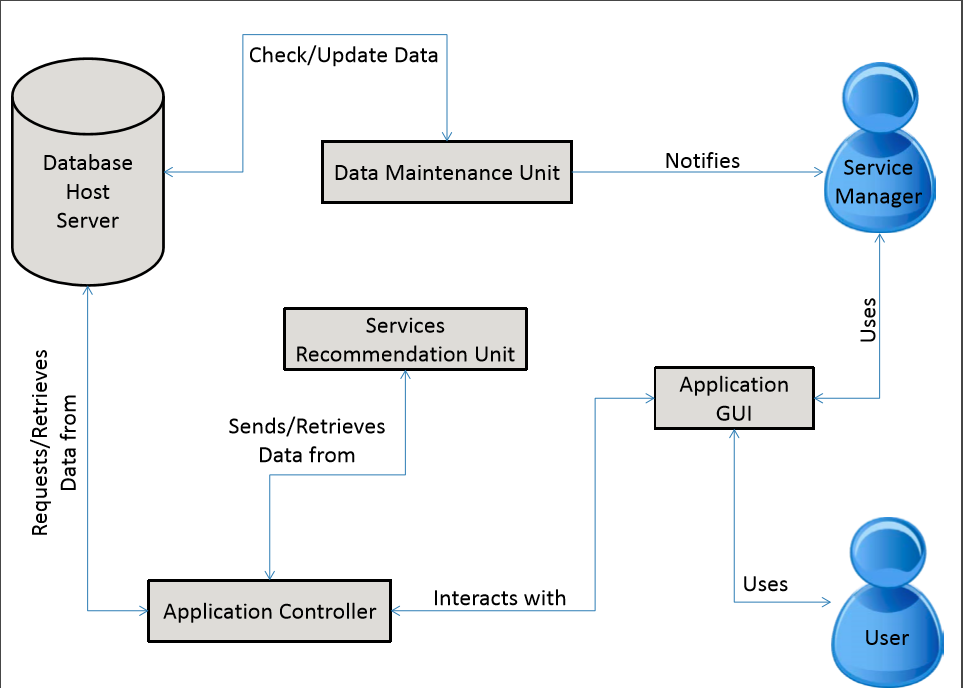 Check/Update Data
Database
Host
Server
Data Maintenance Unit
Notifies
Service
Manager
Services
Recommendation Unit
Uses
Application
GUI
Requests/Retrieves
Data from
Sends/Retrieves
Data from
Application Controller
Interacts with
Uses
User